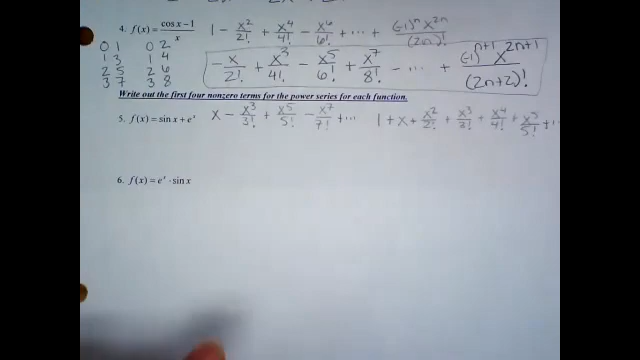 4. f(x) = (cos x − 1)/x  1 − x²/2! + x⁴/4! − x⁶/6! + ⋯ + (-1)ⁿ x²ⁿ/(2n)!
0 1  0 2
1 3  1 4
2 5  2 6
3 7  3 8
−x/2! + x³/4! − x⁵/6! + x⁷/8! − ⋯ + (-1)ⁿ⁺¹ x²ⁿ⁺¹/(2n+2)!
Write out the first four nonzero terms for the power series for each function.
5. f(x) = sin x + eˣ  x − x³/3! + x⁵/5! − x⁷/7! + ⋯  1 + x + x²/2! + x³/3! + x⁴/4! + x⁵/5! + ⋯
6. f(x) = eˣ · sin x